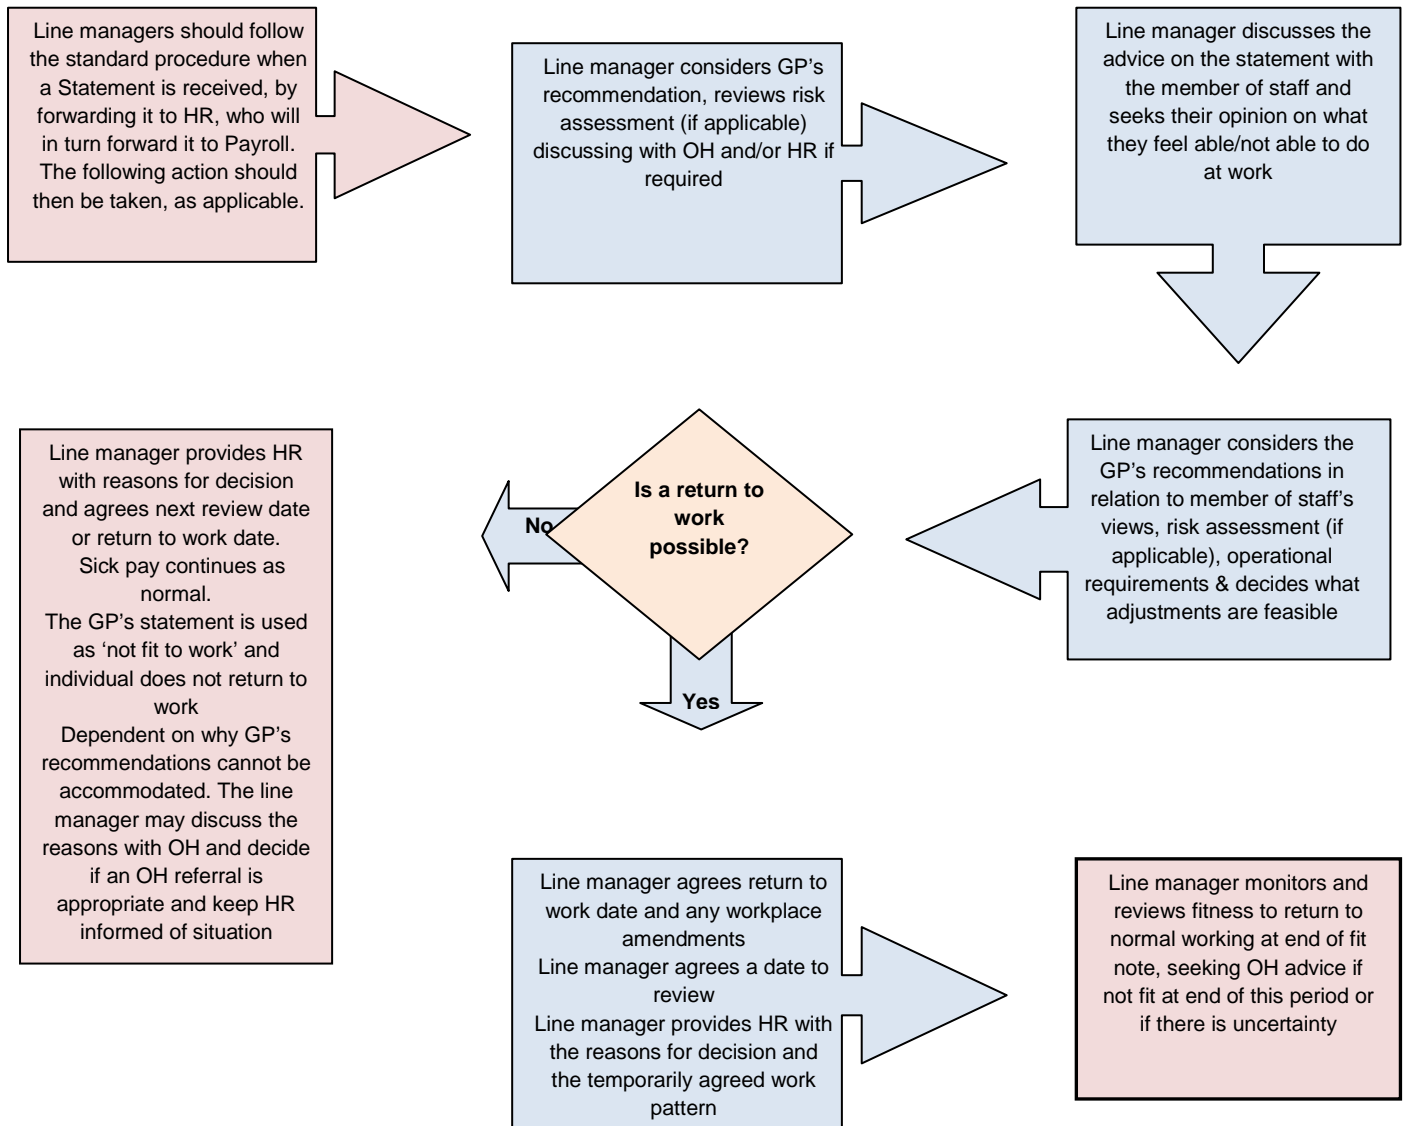 Line managers should follow
the standard procedure when
a Statement is received, by
forwarding it to HR, who will
in turn forward it to Payroll.
The following action should
then be taken, as applicable.
Line manager considers GP's
recommendation, reviews risk
assessment (if applicable)
discussing with OH and/or HR if
required
Line manager discusses the
advice on the statement with
the member of staff and
seeks their opinion on what
they feel able/not able to do
at work
Line manager considers the
GP's recommendations in
relation to member of staff's
views, risk assessment (if
applicable), operational
requirements & decides what
adjustments are feasible
Is a return to
work
possible?
No
Line manager provides HR
with reasons for decision
and agrees next review date
or return to work date.
Sick pay continues as
normal.
The GP's statement is used
as ‘not fit to work’ and
individual does not return to
work
Dependent on why GP's
recommendations cannot be
accommodated. The line
manager may discuss the
reasons with OH and decide
if an OH referral is
appropriate and keep HR
informed of situation
Yes
Line manager agrees return to
work date and any workplace
amendments
Line manager agrees a date to
review
Line manager provides HR with
the reasons for decision and
the temporarily agreed work
pattern
Line manager monitors and
reviews fitness to return to
normal working at end of fit
note, seeking OH advice if
not fit at end of this period or
if there is uncertainty